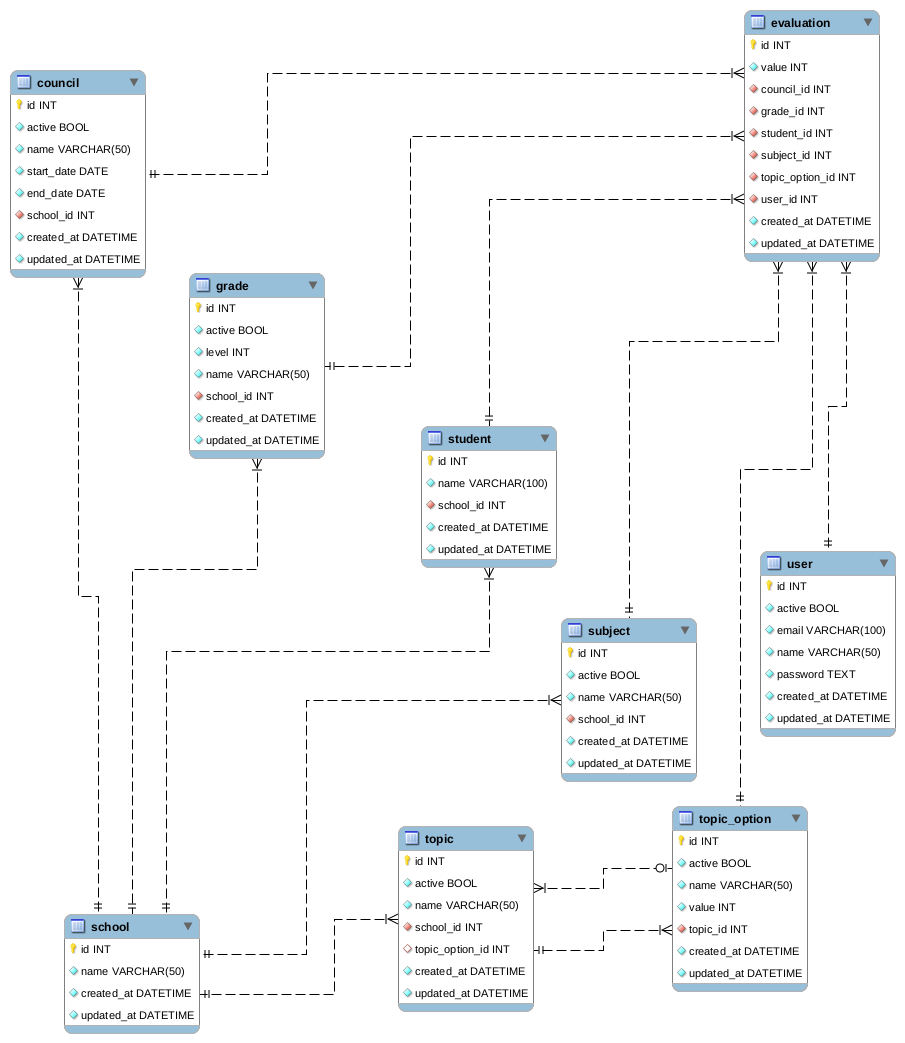 evaluation
id INT
value INT
council_id INT
grade_id INT
student_id INT
subject_id INT
topic_option_id INT
user_id INT
created_at DATETIME
updated_at DATETIME
council
id INT
active BOOL
name VARCHAR(50)
start_date DATE
end_date DATE
school_id INT
created_at DATETIME
updated_at DATETIME
grade
id INT
active BOOL
level INT
name VARCHAR(50)
school_id INT
created_at DATETIME
updated_at DATETIME
student
id INT
name VARCHAR(100)
school_id INT
created_at DATETIME
updated_at DATETIME
user
id INT
active BOOL
email VARCHAR(100)
name VARCHAR(50)
password TEXT
created_at DATETIME
updated_at DATETIME
subject
id INT
active BOOL
name VARCHAR(50)
school_id INT
created_at DATETIME
updated_at DATETIME
topic_option
id INT
active BOOL
name VARCHAR(50)
value INT
topic_id INT
created_at DATETIME
updated_at DATETIME
topic
id INT
active BOOL
name VARCHAR(50)
school_id INT
topic_option_id INT
created_at DATETIME
updated_at DATETIME
school
id INT
name VARCHAR(50)
created_at DATETIME
updated_at DATETIME